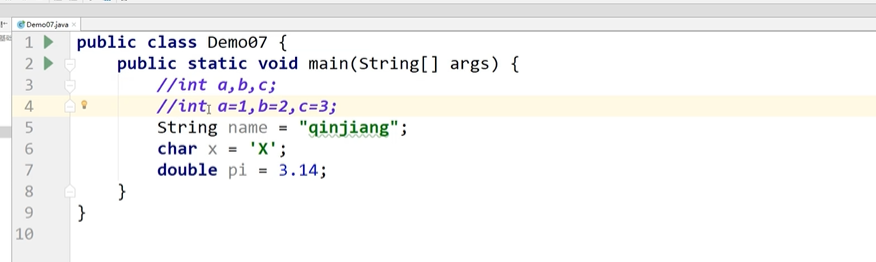 Demo07.java
1 public class Demo07 {
2 public static void main(String[] args) {
3 //int a,b,c;
4 //int a=1,b=2,c=3;
5 String name = "qinjiang";
6 char x = 'X';
7 double pi = 3.14;
8 }
9 }
10